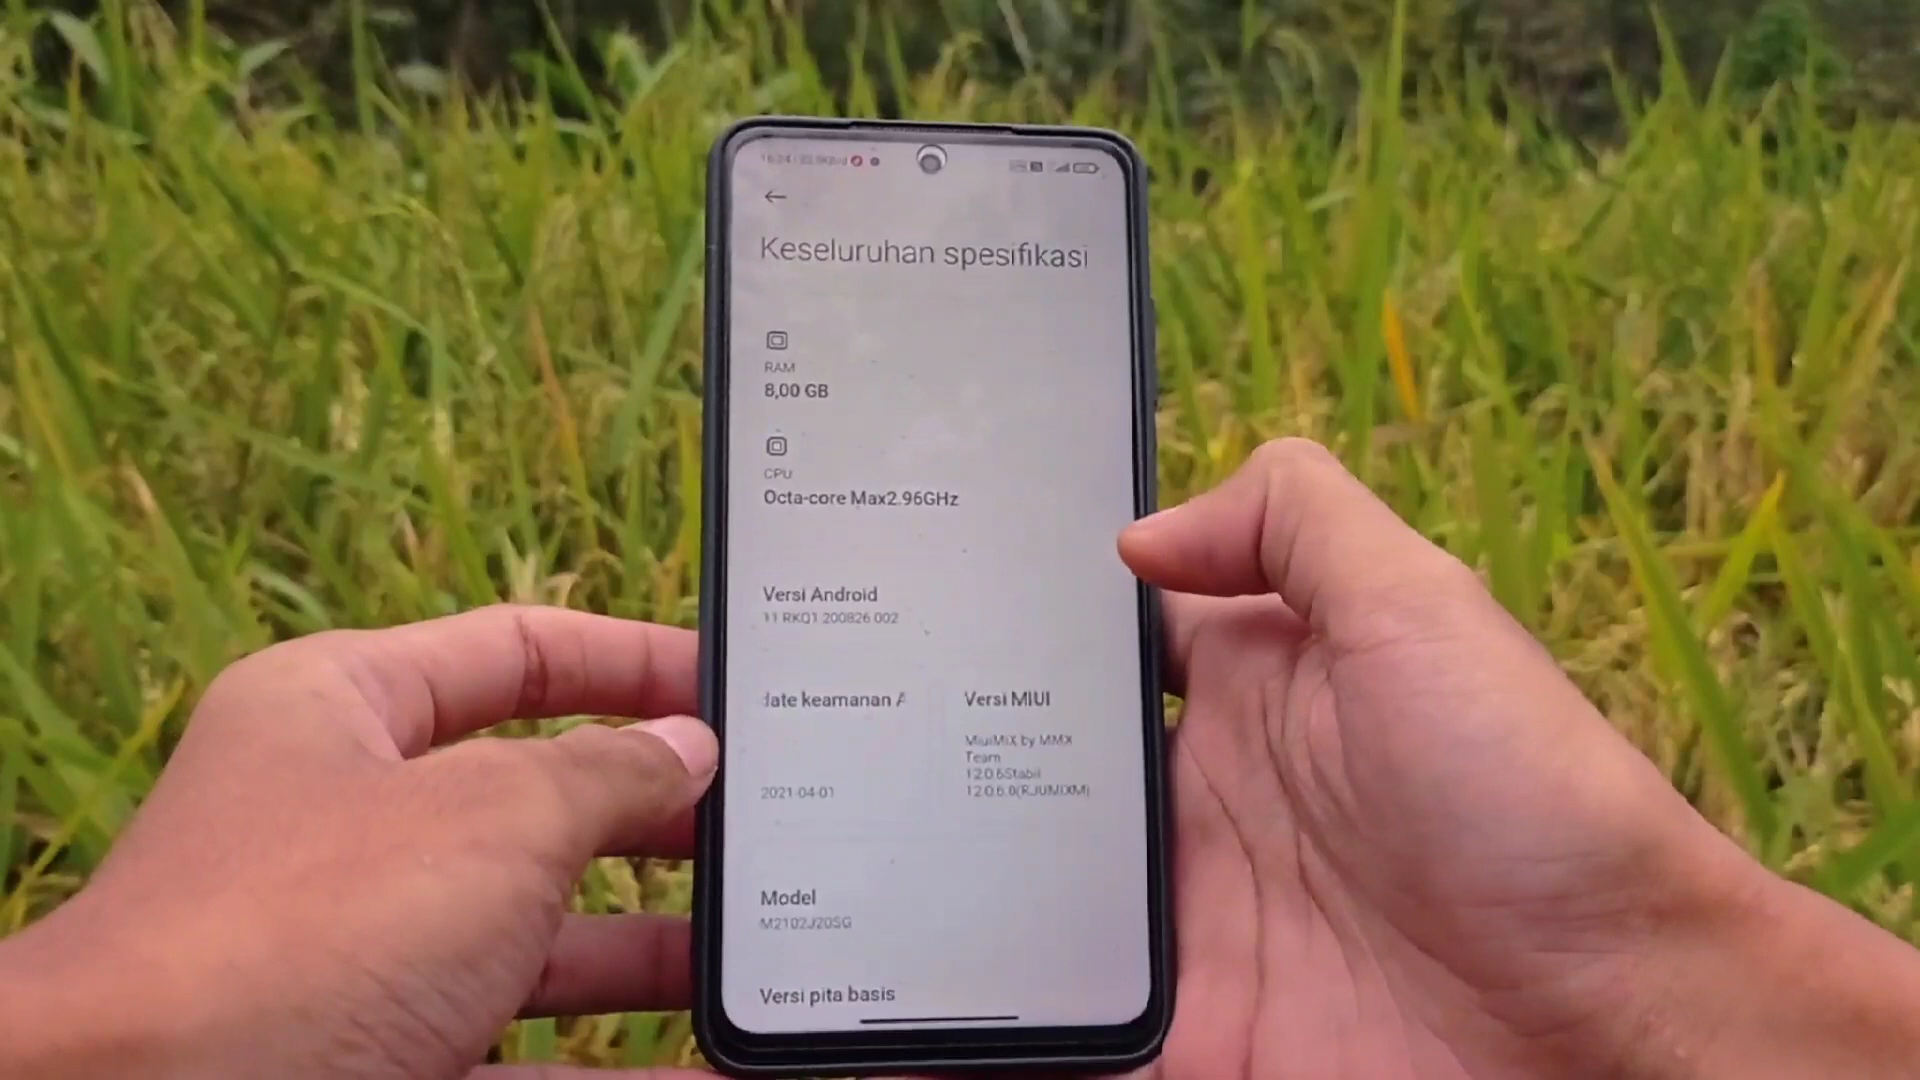 Keseluruhan spesifikasi
RAM
8,00 GB
CPU
Octa-core Max2.96GHz
Versi Android
11 RKQ1.200826.002
date keamanan A
Versi MIUI
MiuiMiX by MMX
Team
12.0.6Stabil
12.0.6.0(RJUMIXM)
2021-04-01
Model
M2102J20SG
Versi pita basis